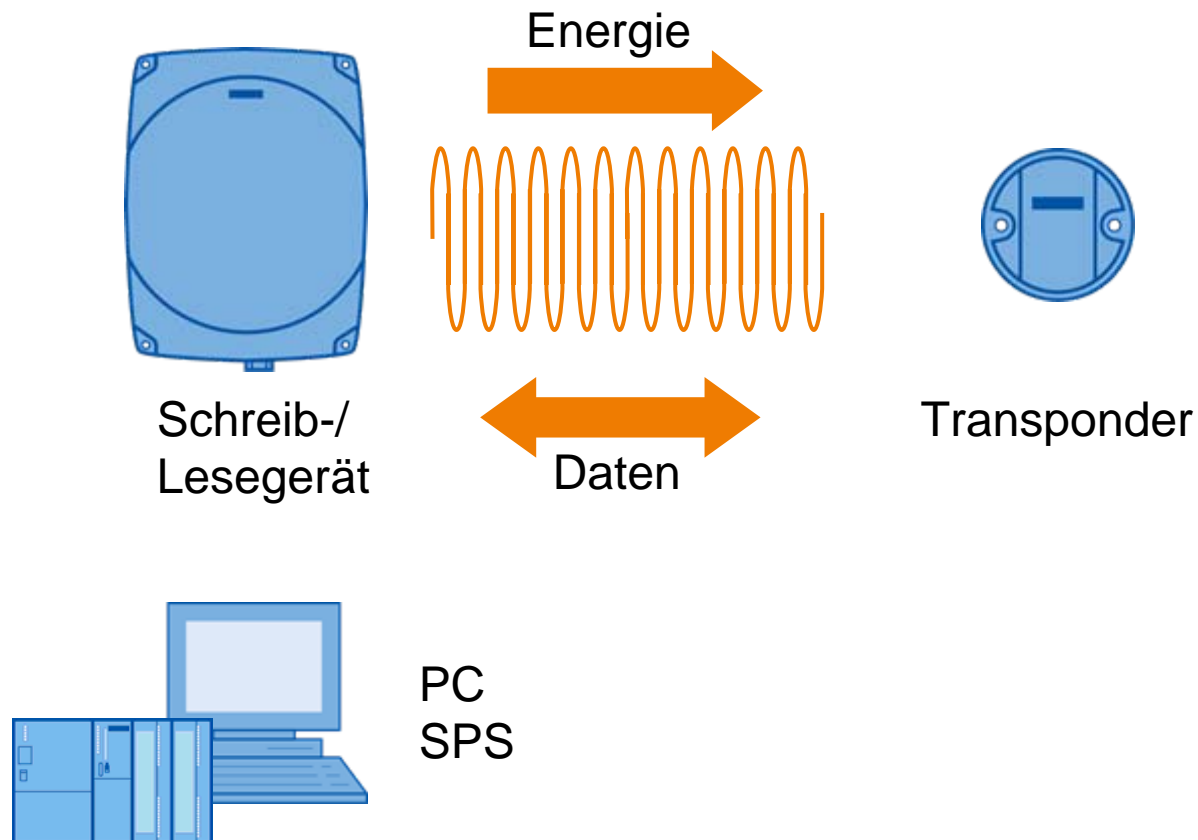 Energie
Schreib-/
Lesegerät
Daten
Transponder
PC
SPS